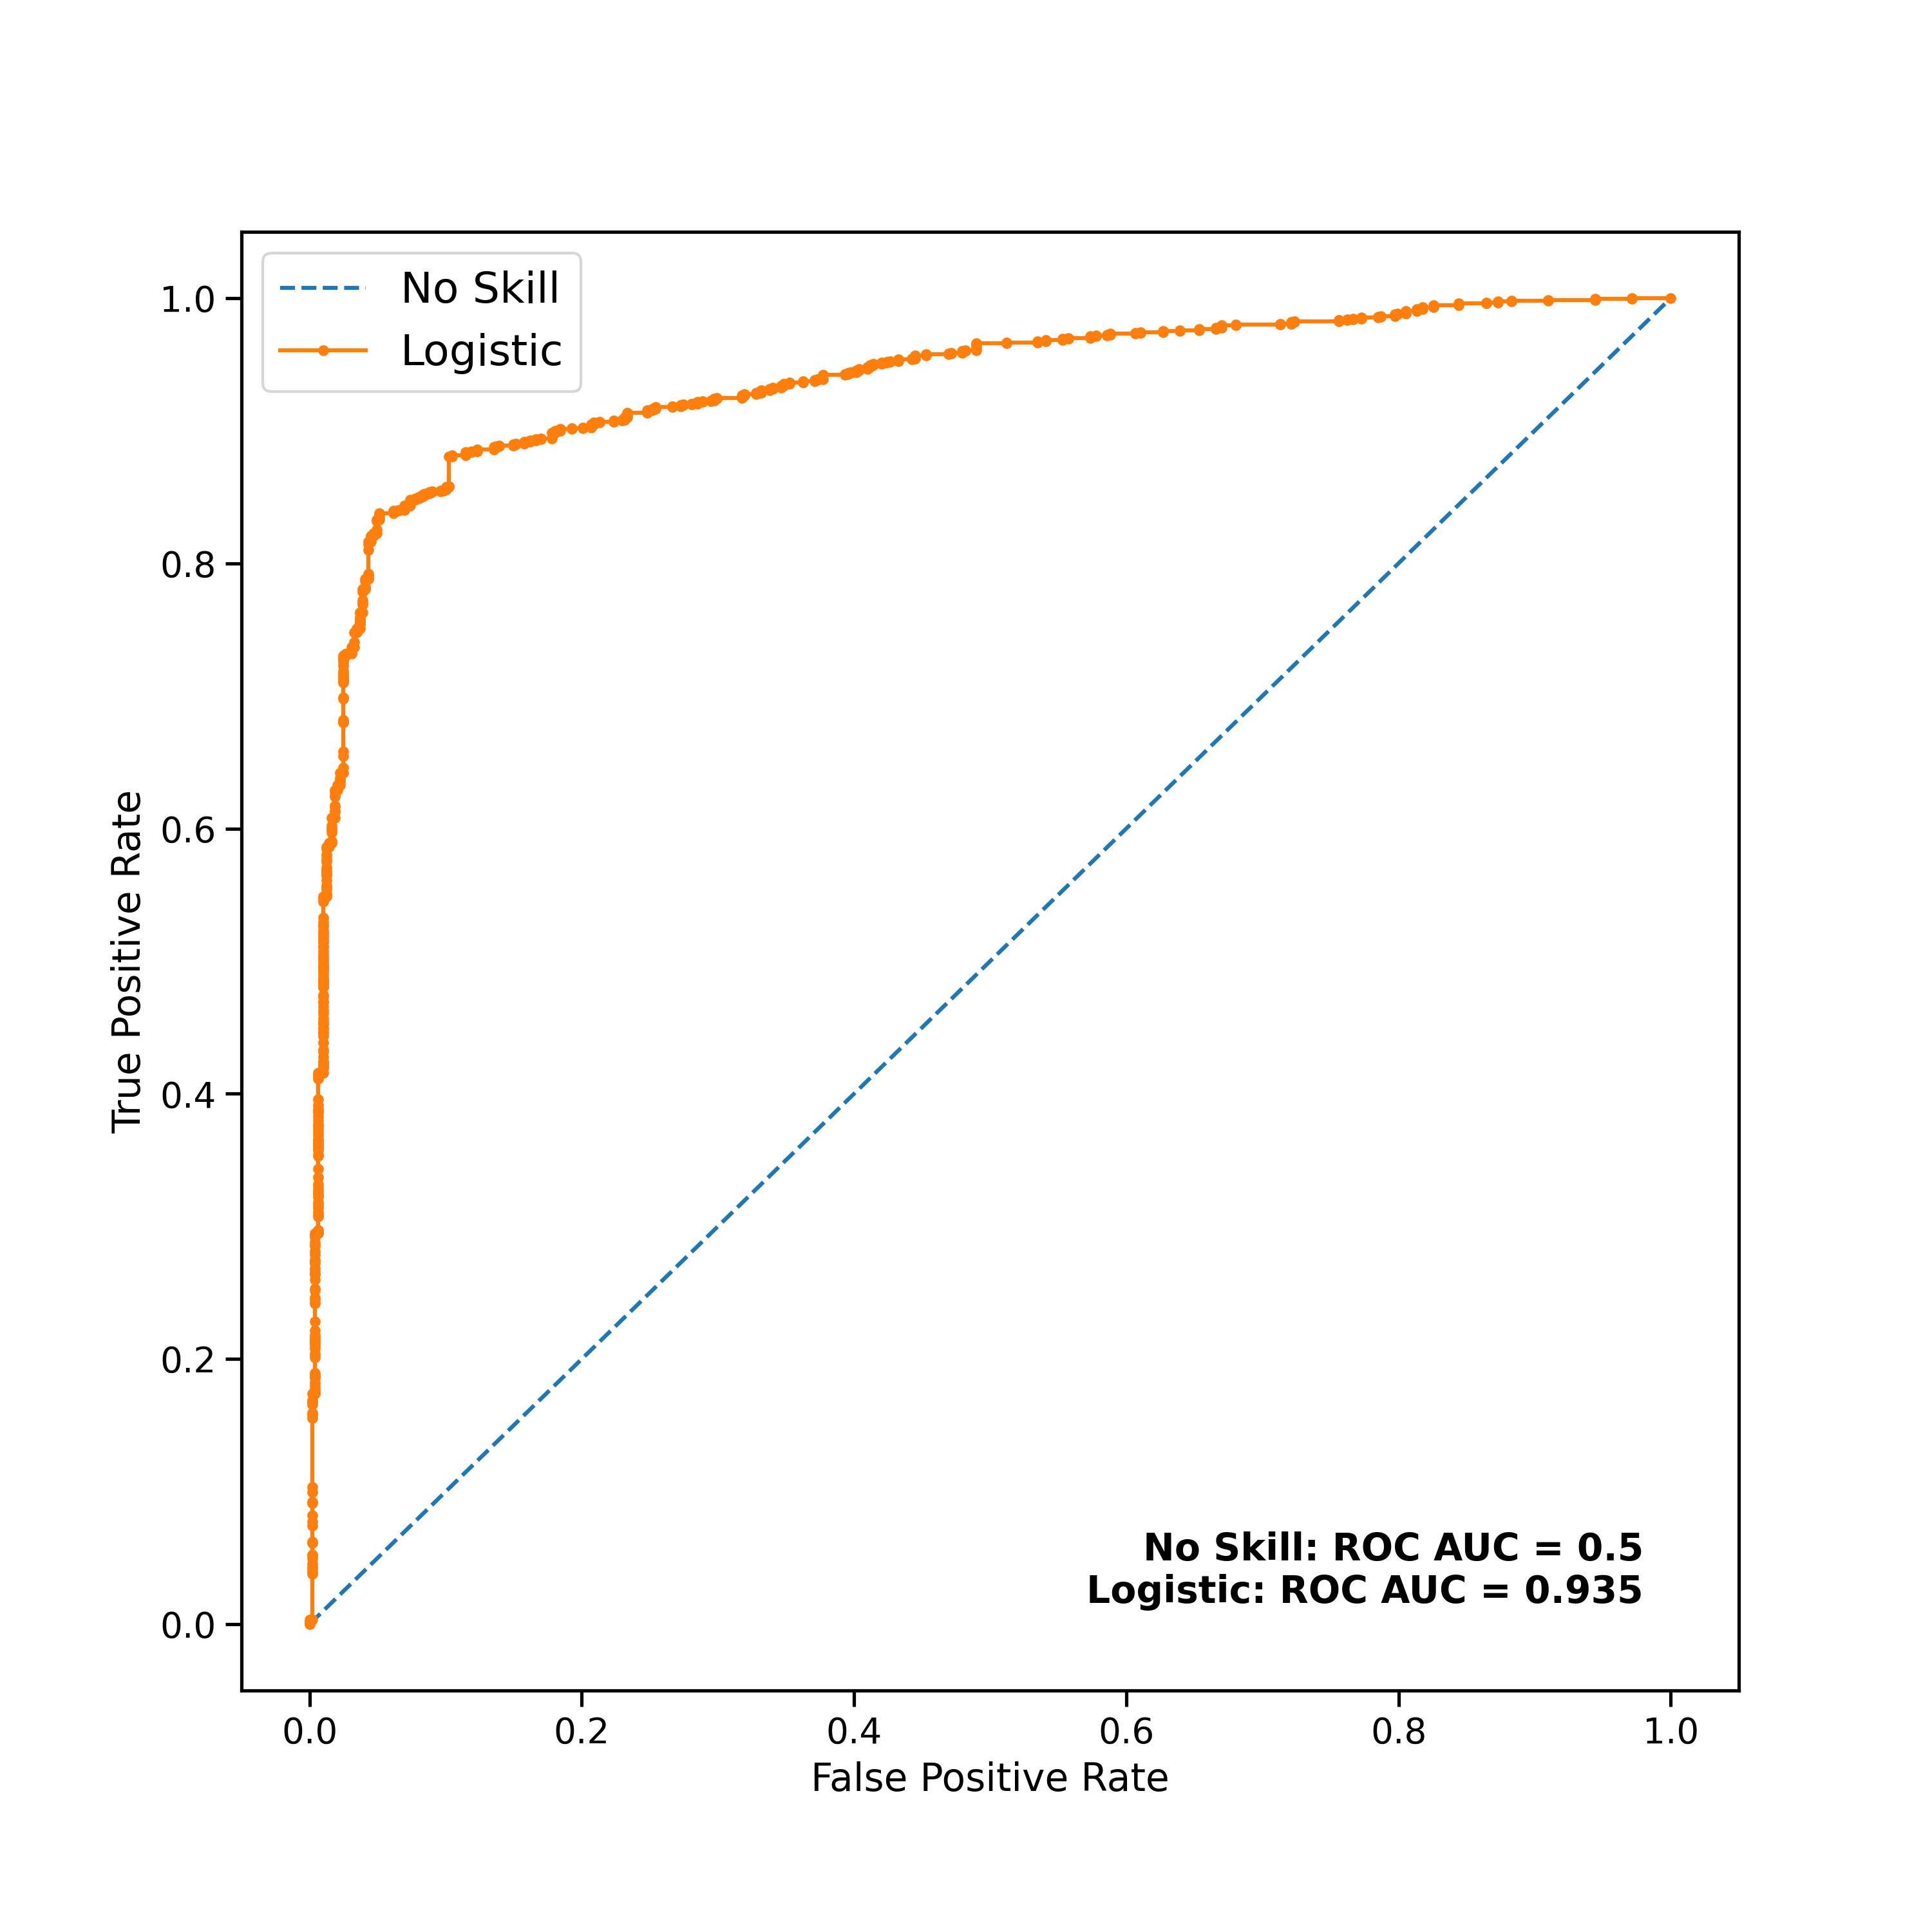 No Skill
Logistic
1.0
0.8
0.6
0.4
0.2
0.0
True Positive Rate
No Skill: ROC AUC = 0.5
Logistic: ROC AUC = 0.935
0.0 0.2 0.4 0.6 0.8 1.0
False Positive Rate